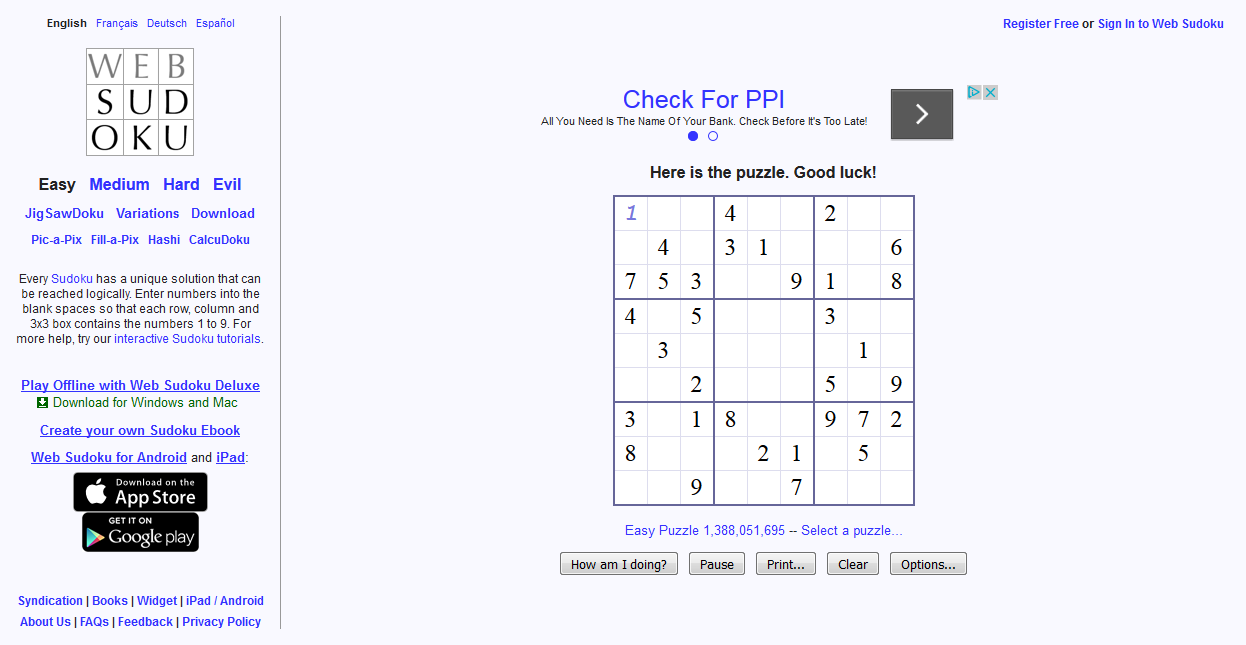 English Français Deutsch Español
Register Free or Sign In to Web Sudoku
WEB
SUD
OKU
Check For PPI
All You Need Is The Name Of Your Bank. Check Before It's Too Late!
Easy Medium Hard Evil
JigSawDoku Variations Download
Pic-a-Pix Fill-a-Pix Hashi CalcuDoku
Every Sudoku has a unique solution that can
be reached logically. Enter numbers into the
blank spaces so that each row, column and
3x3 box contains the numbers 1 to 9. For
more help, try our interactive Sudoku tutorials.
Play Offline with Web Sudoku Deluxe
Download for Windows and Mac
Create your own Sudoku Ebook
Web Sudoku for Android and iPad:
Download on the
App Store
GET IT ON
Google play
Syndication | Books | Widget | iPad / Android
About Us | FAQs | Feedback | Privacy Policy
Here is the puzzle. Good luck!
1 4 2
4 3 1 6
7 5 3 9 1 8
4 5 3
3 1
2 5 9
3 1 8 9 7 2
8 2 1 5
9 7
Easy Puzzle 1,388,051,695 -- Select a puzzle...
How am I doing? Pause Print... Clear Options...